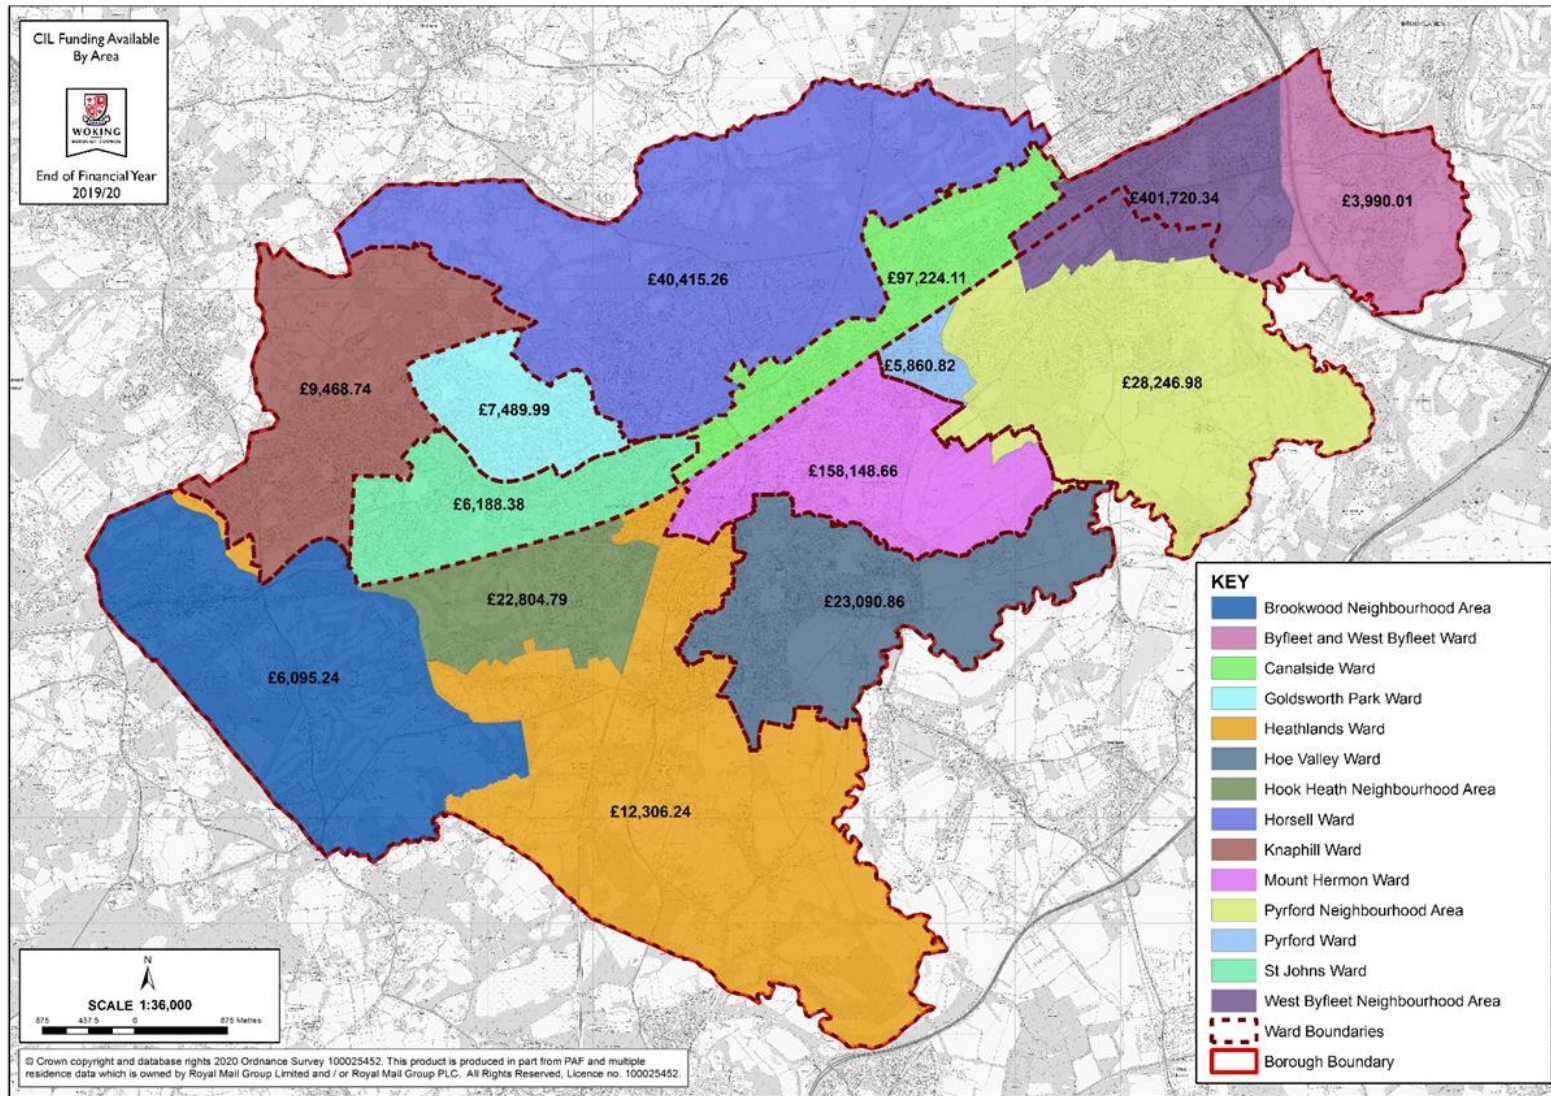 CIL Funding Available
By Area
WOKING
BOROUGH COUNCIL
End of Financial Year
2019/20
£401,720.34
£3,990.01
£40,415.26
£97,224.11
£9,468.74
£5,860.82
£28,246.98
£7,489.99
£158,148.66
£6,188.38
£22,804.79
£23,090.86
£6,095.24
£12,306.24
KEY
Brookwood Neighbourhood Area
Byfleet and West Byfleet Ward
Canalside Ward
Goldsworth Park Ward
Heathlands Ward
Hoe Valley Ward
Hook Heath Neighbourhood Area
Horsell Ward
Knaphill Ward
Mount Hermon Ward
Pyrford Neighbourhood Area
Pyrford Ward
St Johns Ward
West Byfleet Neighbourhood Area
Ward Boundaries
Borough Boundary
N
SCALE 1:36,000
875 437.5 0 875 Metres
© Crown copyright and database rights 2020 Ordnance Survey 100025452. This product is produced in part from PAF and multiple
residence data which is owned by Royal Mail Group Limited and / or Royal Mail Group PLC. All Rights Reserved, Licence no. 100025452.